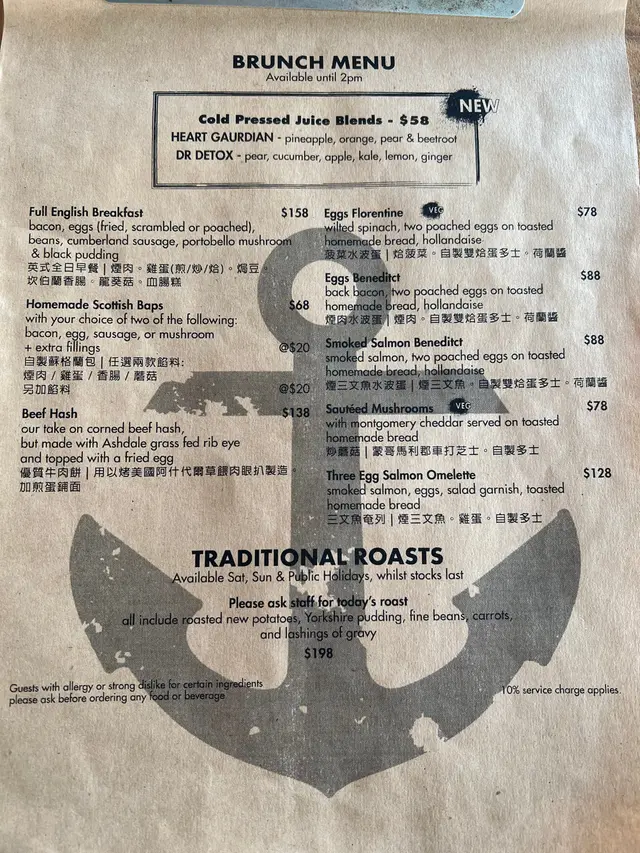 BRUNCH MENU
Available until 2pm
NEW
Cold Pressed Juice Blends - $58
HEART GAURDIAN - pineapple, orange, pear & beetroot
DR DETOX - pear, cucumber, apple, kale, lemon, ginger
Full English Breakfast $158
bacon, eggs (fried, scrambled or poached),
beans, cumberland sausage, portobello mushroom
& black pudding
英式全日早餐 | 煙肉。雞蛋(煎/炒/烚)。焗豆。
坎伯蘭香腸。龍葵菇。血腸糕
Homemade Scottish Baps $68
with your choice of two of the following:
bacon, egg, sausage, or mushroom
+ extra fillings @$20
自製蘇格蘭包 | 任選兩款餡料:
煙肉 / 雞蛋 / 香腸 / 蘑菇
另加餡料 @$20
Beef Hash $138
our take on corned beef hash,
but made with Ashdale grass fed rib eye
and topped with a fried egg
優質牛肉餅 | 用以烤美國阿什代爾草餵肉眼扒製造。
加煎蛋鋪面
Eggs Florentine VEG $78
wilted spinach, two poached eggs on toasted
homemade bread, hollandaise
菠菜水波蛋 | 烚菠菜。自製雙烚蛋多士。荷蘭醬
Eggs Beneditct $88
back bacon, two poached eggs on toasted
homemade bread, hollandaise
煙肉水波蛋 | 煙肉。自製雙烚蛋多士。荷蘭醬
Smoked Salmon Beneditct $88
smoked salmon, two poached eggs on toasted
homemade bread, hollandaise
煙三文魚水波蛋 | 煙三文魚。自製雙烚蛋多士。荷蘭醬
Sautéed Mushrooms VEG $78
with montgomery cheddar served on toasted
homemade bread
炒蘑菇 | 蒙哥馬利郡車打芝士。自製多士
Three Egg Salmon Omelette $128
smoked salmon, eggs, salad garnish, toasted
homemade bread
三文魚奄列 | 煙三文魚。雞蛋。自製多士
TRADITIONAL ROASTS
Available Sat, Sun & Public Holidays, whilst stocks last
Please ask staff for today's roast
all include roasted new potatoes, Yorkshire pudding, fine beans, carrots,
and lashings of gravy
$198
Guests with allergy or strong dislike for certain ingredients
please ask before ordering any food or beverage
10% service charge applies